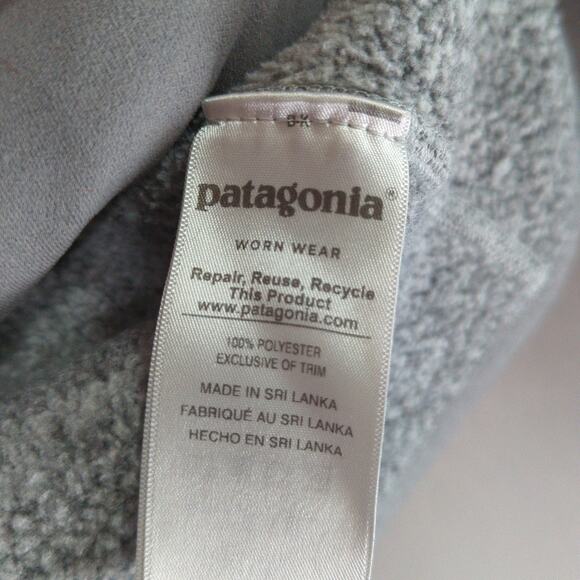 B-K
patagonia®
WORN WEAR
Repair, Reuse, Recycle
This Product
www.patagonia.com
100% POLYESTER
EXCLUSIVE OF TRIM
MADE IN SRI LANKA
FABRIQUÉ AU SRI LANKA
HECHO EN SRI LANKA